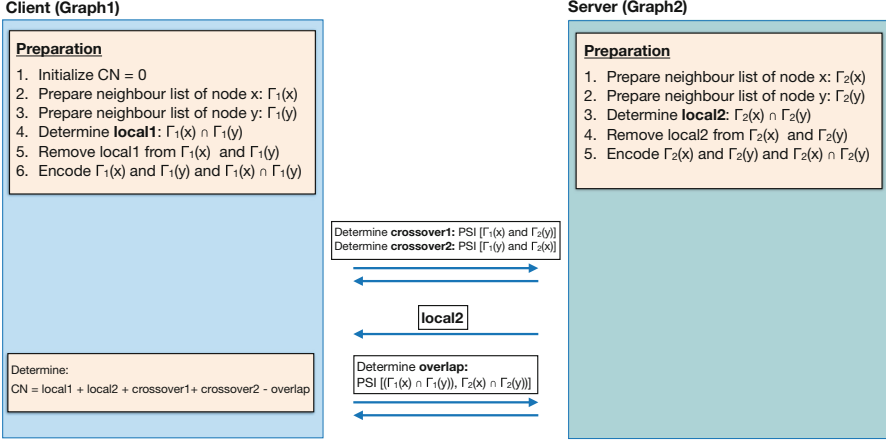 Client (Graph1)
Preparation
1. Initialize CN = 0
2. Prepare neighbour list of node x: Γ₁(x)
3. Prepare neighbour list of node y: Γ₁(y)
4. Determine local1: Γ₁(x) ∩ Γ₁(y)
5. Remove local1 from Γ₁(x) and Γ₁(y)
6. Encode Γ₁(x) and Γ₁(y) and Γ₁(x) ∩ Γ₁(y)
Server (Graph2)
Preparation
1. Prepare neighbour list of node x: Γ₂(x)
2. Prepare neighbour list of node y: Γ₂(y)
3. Determine local2: Γ₂(x) ∩ Γ₂(y)
4. Remove local2 from Γ₂(x) and Γ₂(y)
5. Encode Γ₂(x) and Γ₂(y) and Γ₂(x) ∩ Γ₂(y)
Determine crossover1: PSI [Γ₁(x) and Γ₂(y)]
Determine crossover2: PSI [Γ₁(y) and Γ₂(x)]
local2
Determine overlap:
PSI [(Γ₁(x) ∩ Γ₁(y)), Γ₂(x) ∩ Γ₂(y))]
Determine:
CN = local1 + local2 + crossover1+ crossover2 - overlap